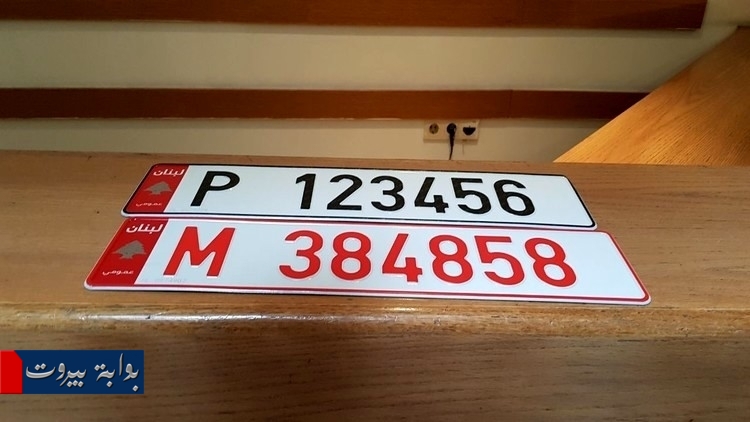 لبنان
P 123456
عمومي
لبنان
M 384858
عمومي
بوابة بيروت